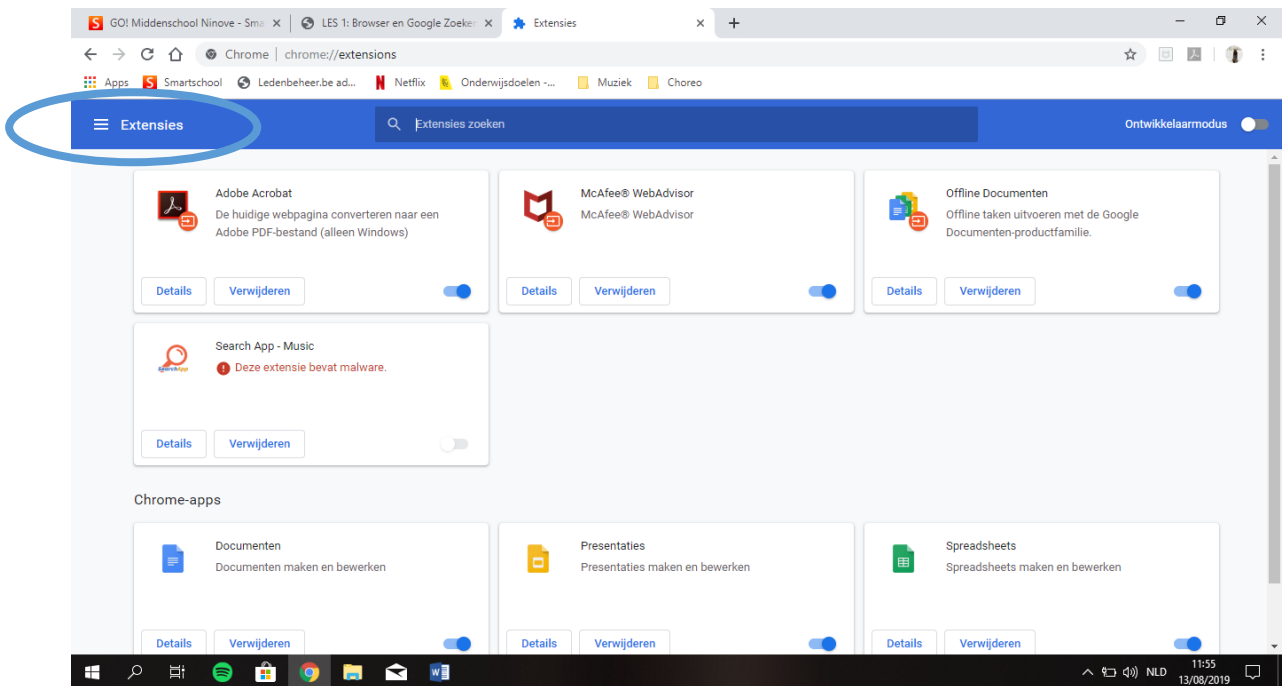 GO! Middenschool Ninove - Sma
LES 1: Browser en Google Zoeken
Extensies
Chrome | chrome://extensions
Apps Smartschool Ledenbeheer.be ad... Netflix Onderwijsdoelen -... Muziek Choreo
Extensies Extensies zoeken Ontwikkelaarmodus
Adobe Acrobat
De huidige webpagina converteren naar een
Adobe PDF-bestand (alleen Windows)
Details Verwijderen
McAfee® WebAdvisor
McAfee® WebAdvisor
Details Verwijderen
Offline Documenten
Offline taken uitvoeren met de Google
Documenten-productfamilie.
Details Verwijderen
Search App - Music
SearchApp
Deze extensie bevat malware.
Details Verwijderen
Chrome-apps
Documenten
Documenten maken en bewerken
Details Verwijderen
Presentaties
Presentaties maken en bewerken
Details Verwijderen
Spreadsheets
Spreadsheets maken en bewerken
Details Verwijderen
NLD
11:55
13/08/2019